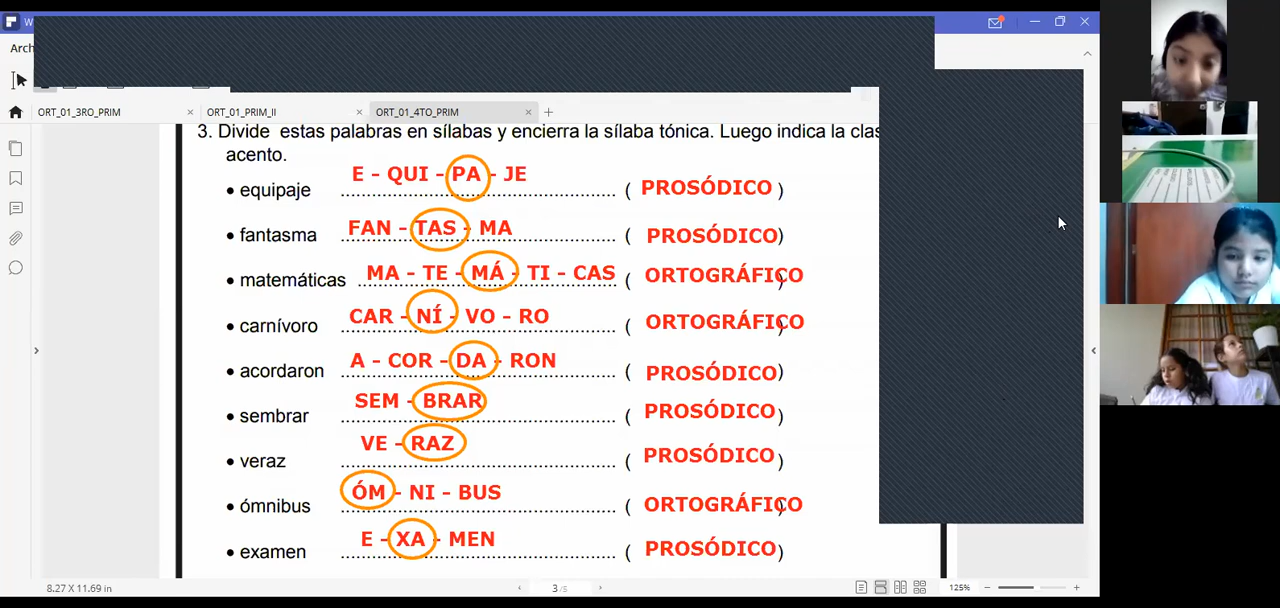 W
Arch
ORT_01_3RO_PRIM
ORT_01_PRIM_II
ORT_01_4TO_PRIM
3. Divide estas palabras en sílabas y encierra la sílaba tónica. Luego indica la clas
acento.
• equipaje E - QUI - PA - JE ( PROSÓDICO )
• fantasma FAN - TAS - MA ( PROSÓDICO )
• matemáticas MA - TE - MÁ - TI - CAS ( ORTOGRÁFICO )
• carnívoro CAR - NÍ - VO - RO ( ORTOGRÁFICO )
• acordaron A - COR - DA - RON ( PROSÓDICO )
• sembrar SEM - BRAR ( PROSÓDICO )
• veraz VE - RAZ ( PROSÓDICO )
• ómnibus ÓM - NI - BUS ( ORTOGRÁFICO )
• examen E - XA - MEN ( PROSÓDICO )
8.27 x 11.69 in
3 /5
125%